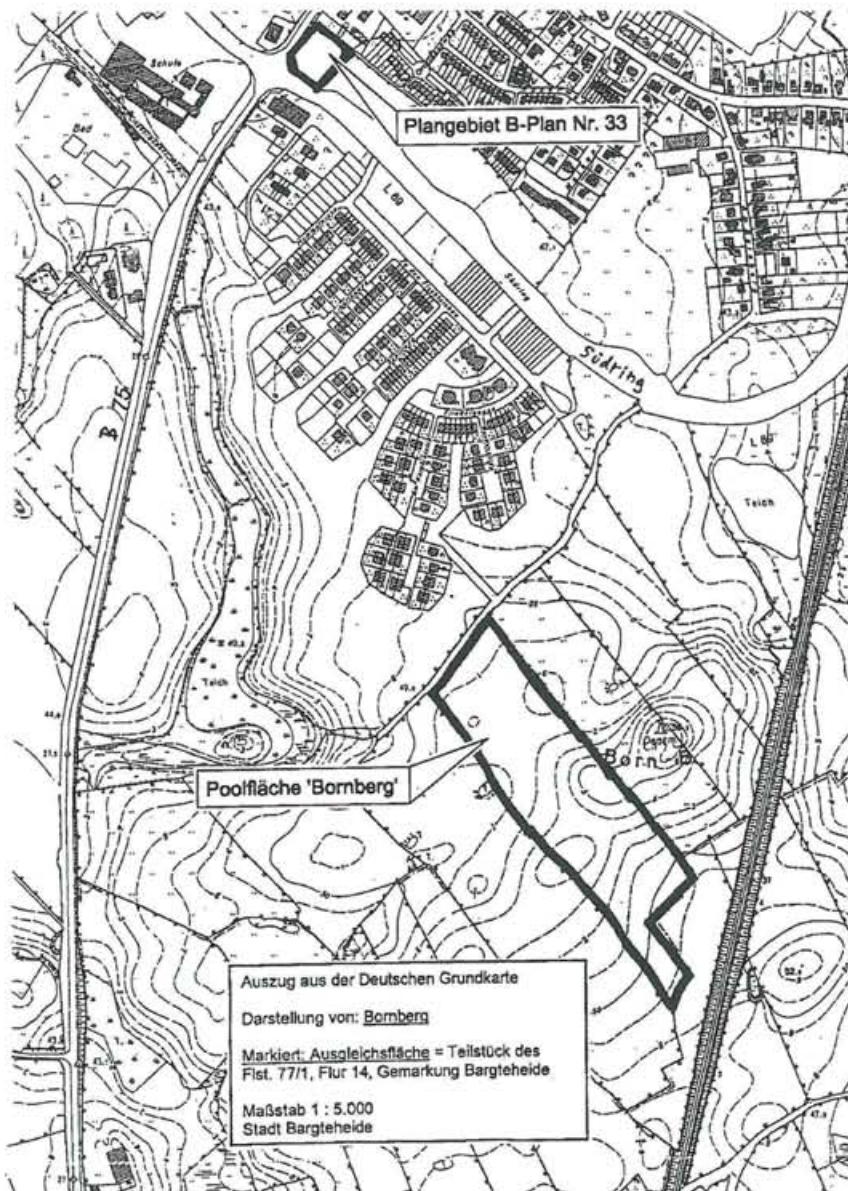 Schule
Plangebiet B-Plan Nr. 33
Bad
L 89
Südring
Südring
B 75
L 89
Teich
Teich
Born
Poolfläche 'Bornberg'
Auszug aus der Deutschen Grundkarte
Darstellung von: Bornberg
Markiert: Ausgleichsfläche = Teilstück des
Flst. 77/1, Flur 14, Gemarkung Bargteheide
Maßstab 1 : 5.000
Stadt Bargteheide